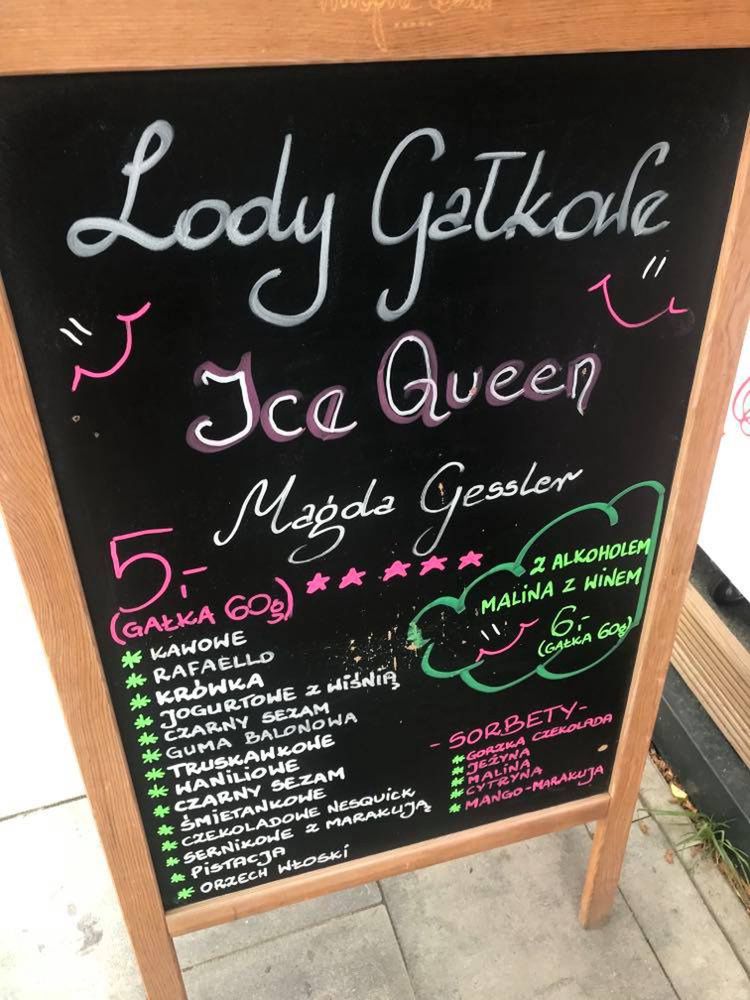 Lody Gałkowe
Ice Queen
Magda Gessler
5,-
(GAŁKA 60g)
* KAWOWE
* RAFAELLO
* KRÓWKA
* JOGURTOWE Z WIŚNIĄ
* CZARNY SEZAM
* GUMA BALONOWA
* TRUSKAWKOWE
* WANILIOWE
* CZARNY SEZAM
* ŚMIETANKOWE
* CZEKOLADOWE NESQUICK
* SERNIKOWE Z MARAKUJĄ
* PISTACJA
* ORZECH WŁOSKI
Z ALKOHOLEM
MALINA Z WINEM
6,-
(GAŁKA 60g)
- SORBETY -
* GORZKA CZEKOLADA
* JEŻYNA
* MALINA
* CYTRYNA
* MANGO-MARAKUJA